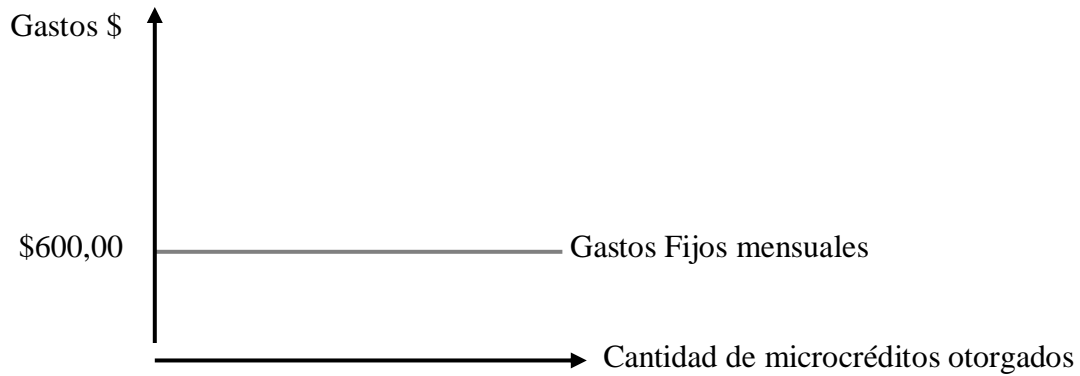 Gastos $
$600,00
Gastos Fijos mensuales
Cantidad de microcréditos otorgados